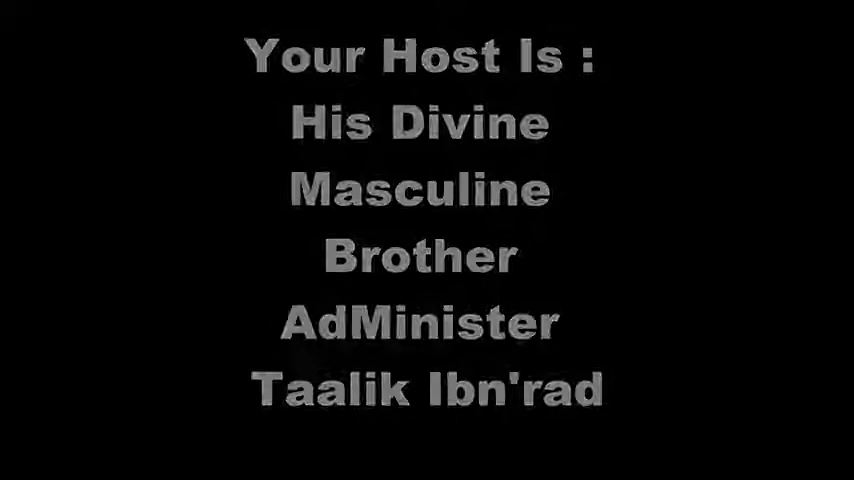 Your Host Is :
His Divine
Masculine
Brother
AdMinister
Taalik Ibn'rad